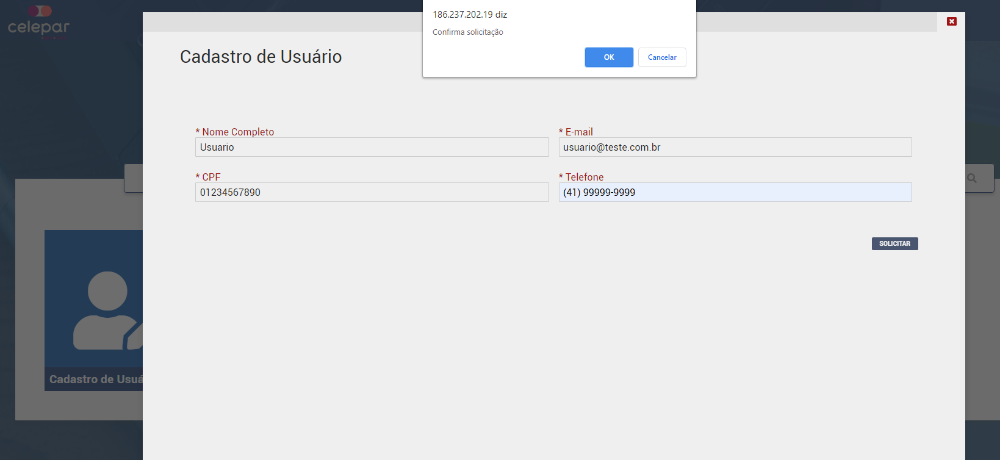 celepar
186.237.202.19 diz
Confirma solicitação
OK
Cancelar
Cadastro de Usuário
* Nome Completo
Usuario
* E-mail
usuario@teste.com.br
* CPF
01234567890
* Telefone
(41) 99999-9999
SOLICITAR
Cadastro de Usuá